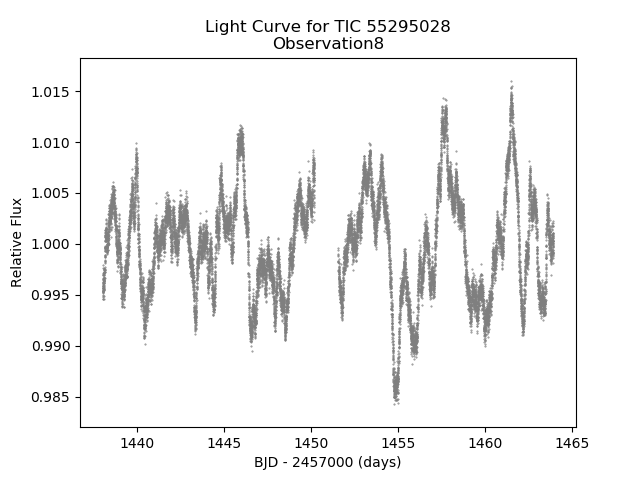 Light Curve for TIC 55295028
Observation8
1.015
1.010
1.005
1.000
0.995
0.990
0.985
Relative Flux
1440 1445 1450 1455 1460 1465
BJD - 2457000 (days)